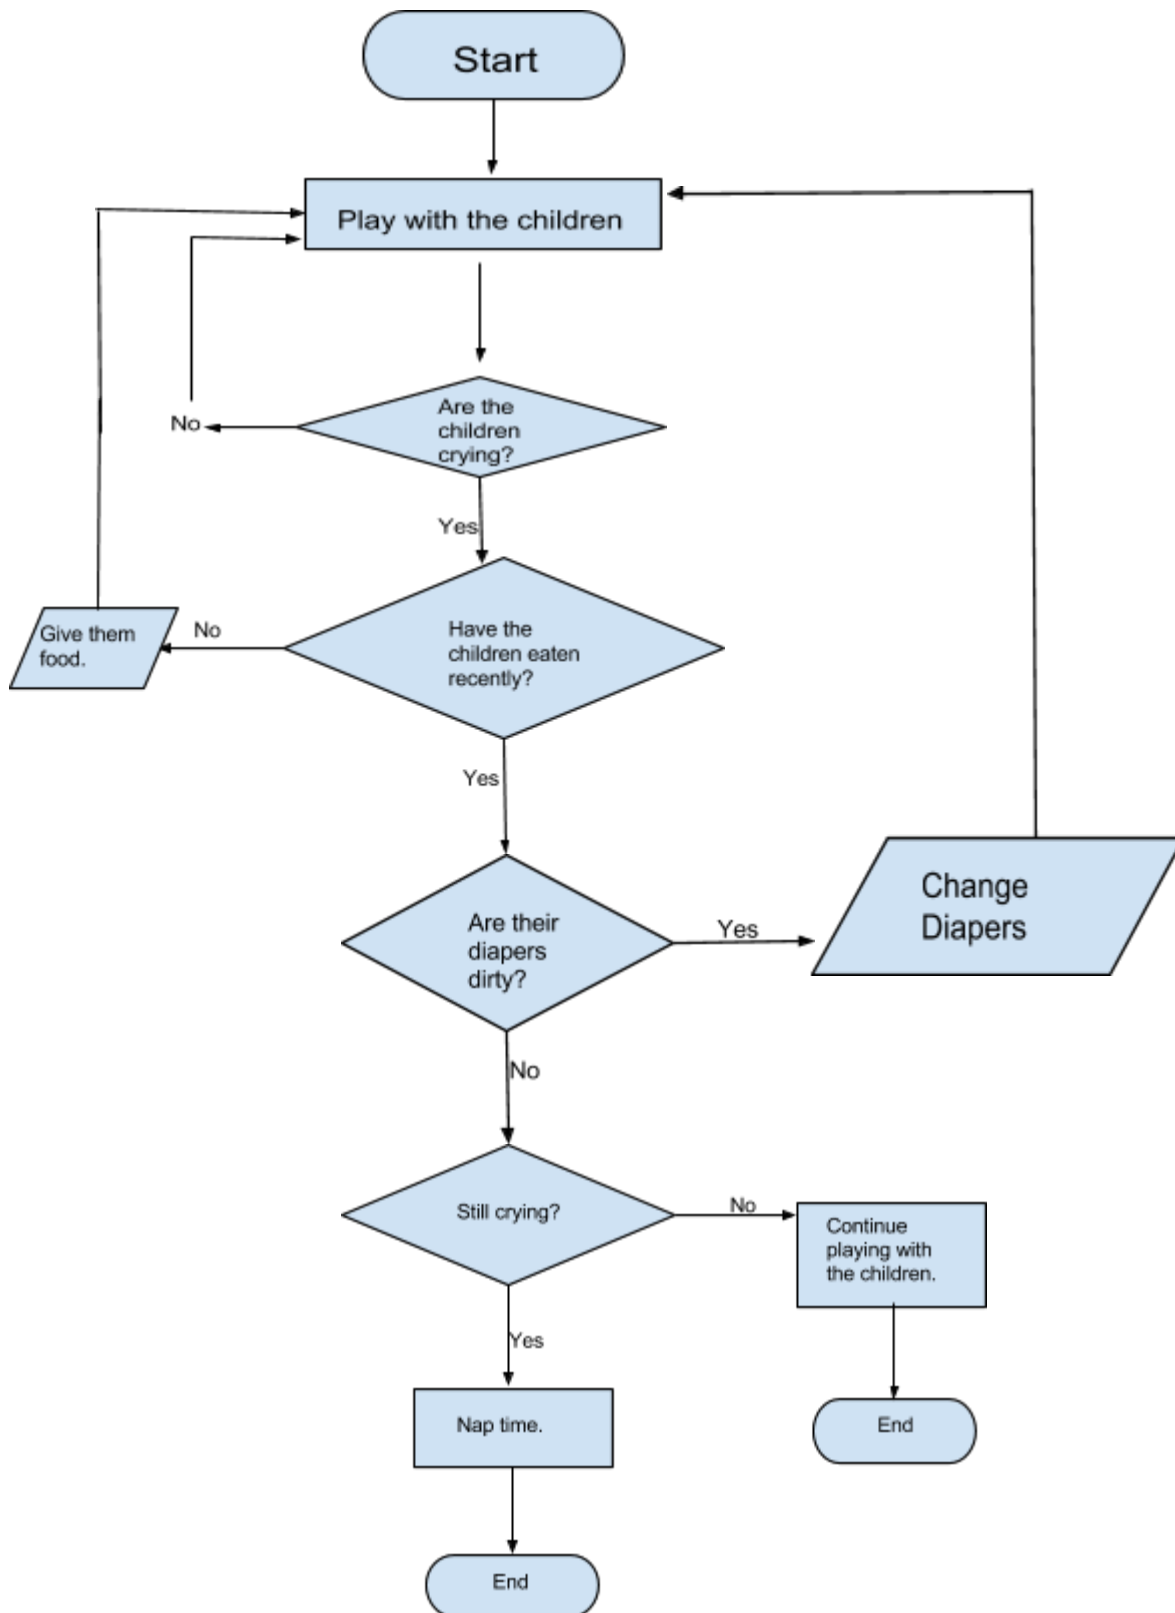 Start
Play with the children
Are the
children
crying?
No
Yes
Have the
children eaten
recently?
No
Give them
food.
Yes
Are their
diapers
dirty?
Yes
Change
Diapers
No
Still crying?
No
Continue
playing with
the children.
Yes
Nap time.
End
End